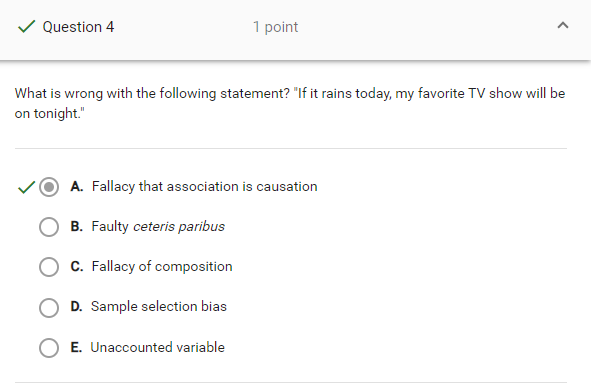 Question 4
1 point
What is wrong with the following statement? "If it rains today, my favorite TV show will be
on tonight."
A. Fallacy that association is causation
B. Faulty ceteris paribus
C. Fallacy of composition
D. Sample selection bias
E. Unaccounted variable